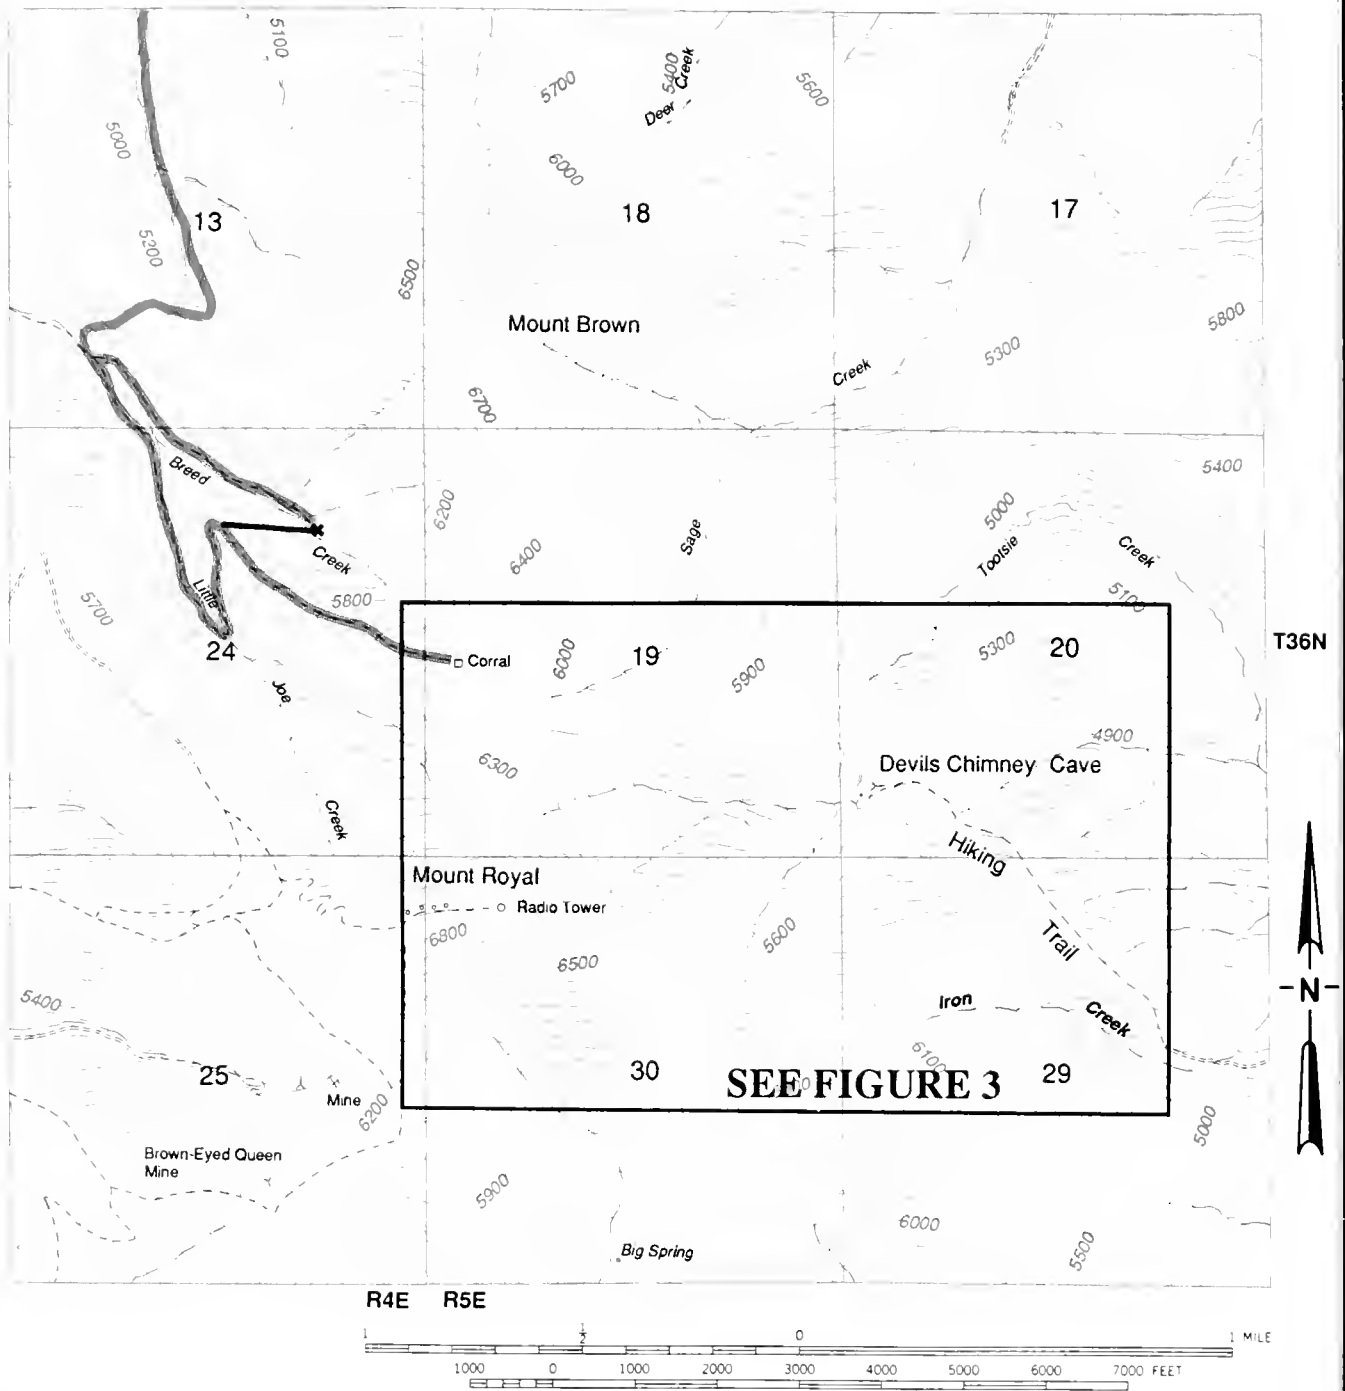 5100
5400
Deer Creek
5700
5600
5000
6000
13
18
17
5200
6500
5800
Mount Brown
5300
Creek
6700
Breed
5400
6200
5000
Sage
Tootsie
Creek
6400
Creek
5700
Little
5800
5100
24
Corral
6000
19
5900
5300
20
T36N
Joe
4900
6300
Devils Chimney Cave
Creek
Hiking
Mount Royal
Radio Tower
6800
5600
Trail
6500
5400
Iron
Creek
-N-
25
30
6100
29
SEE FIGURE 3
Mine
6200
5000
Brown-Eyed Queen
Mine
5900
6000
Big Spring
5500
R4E R5E
1 1/2 0 1 MILE
1000 0 1000 2000 3000 4000 5000 6000 7000 FEET